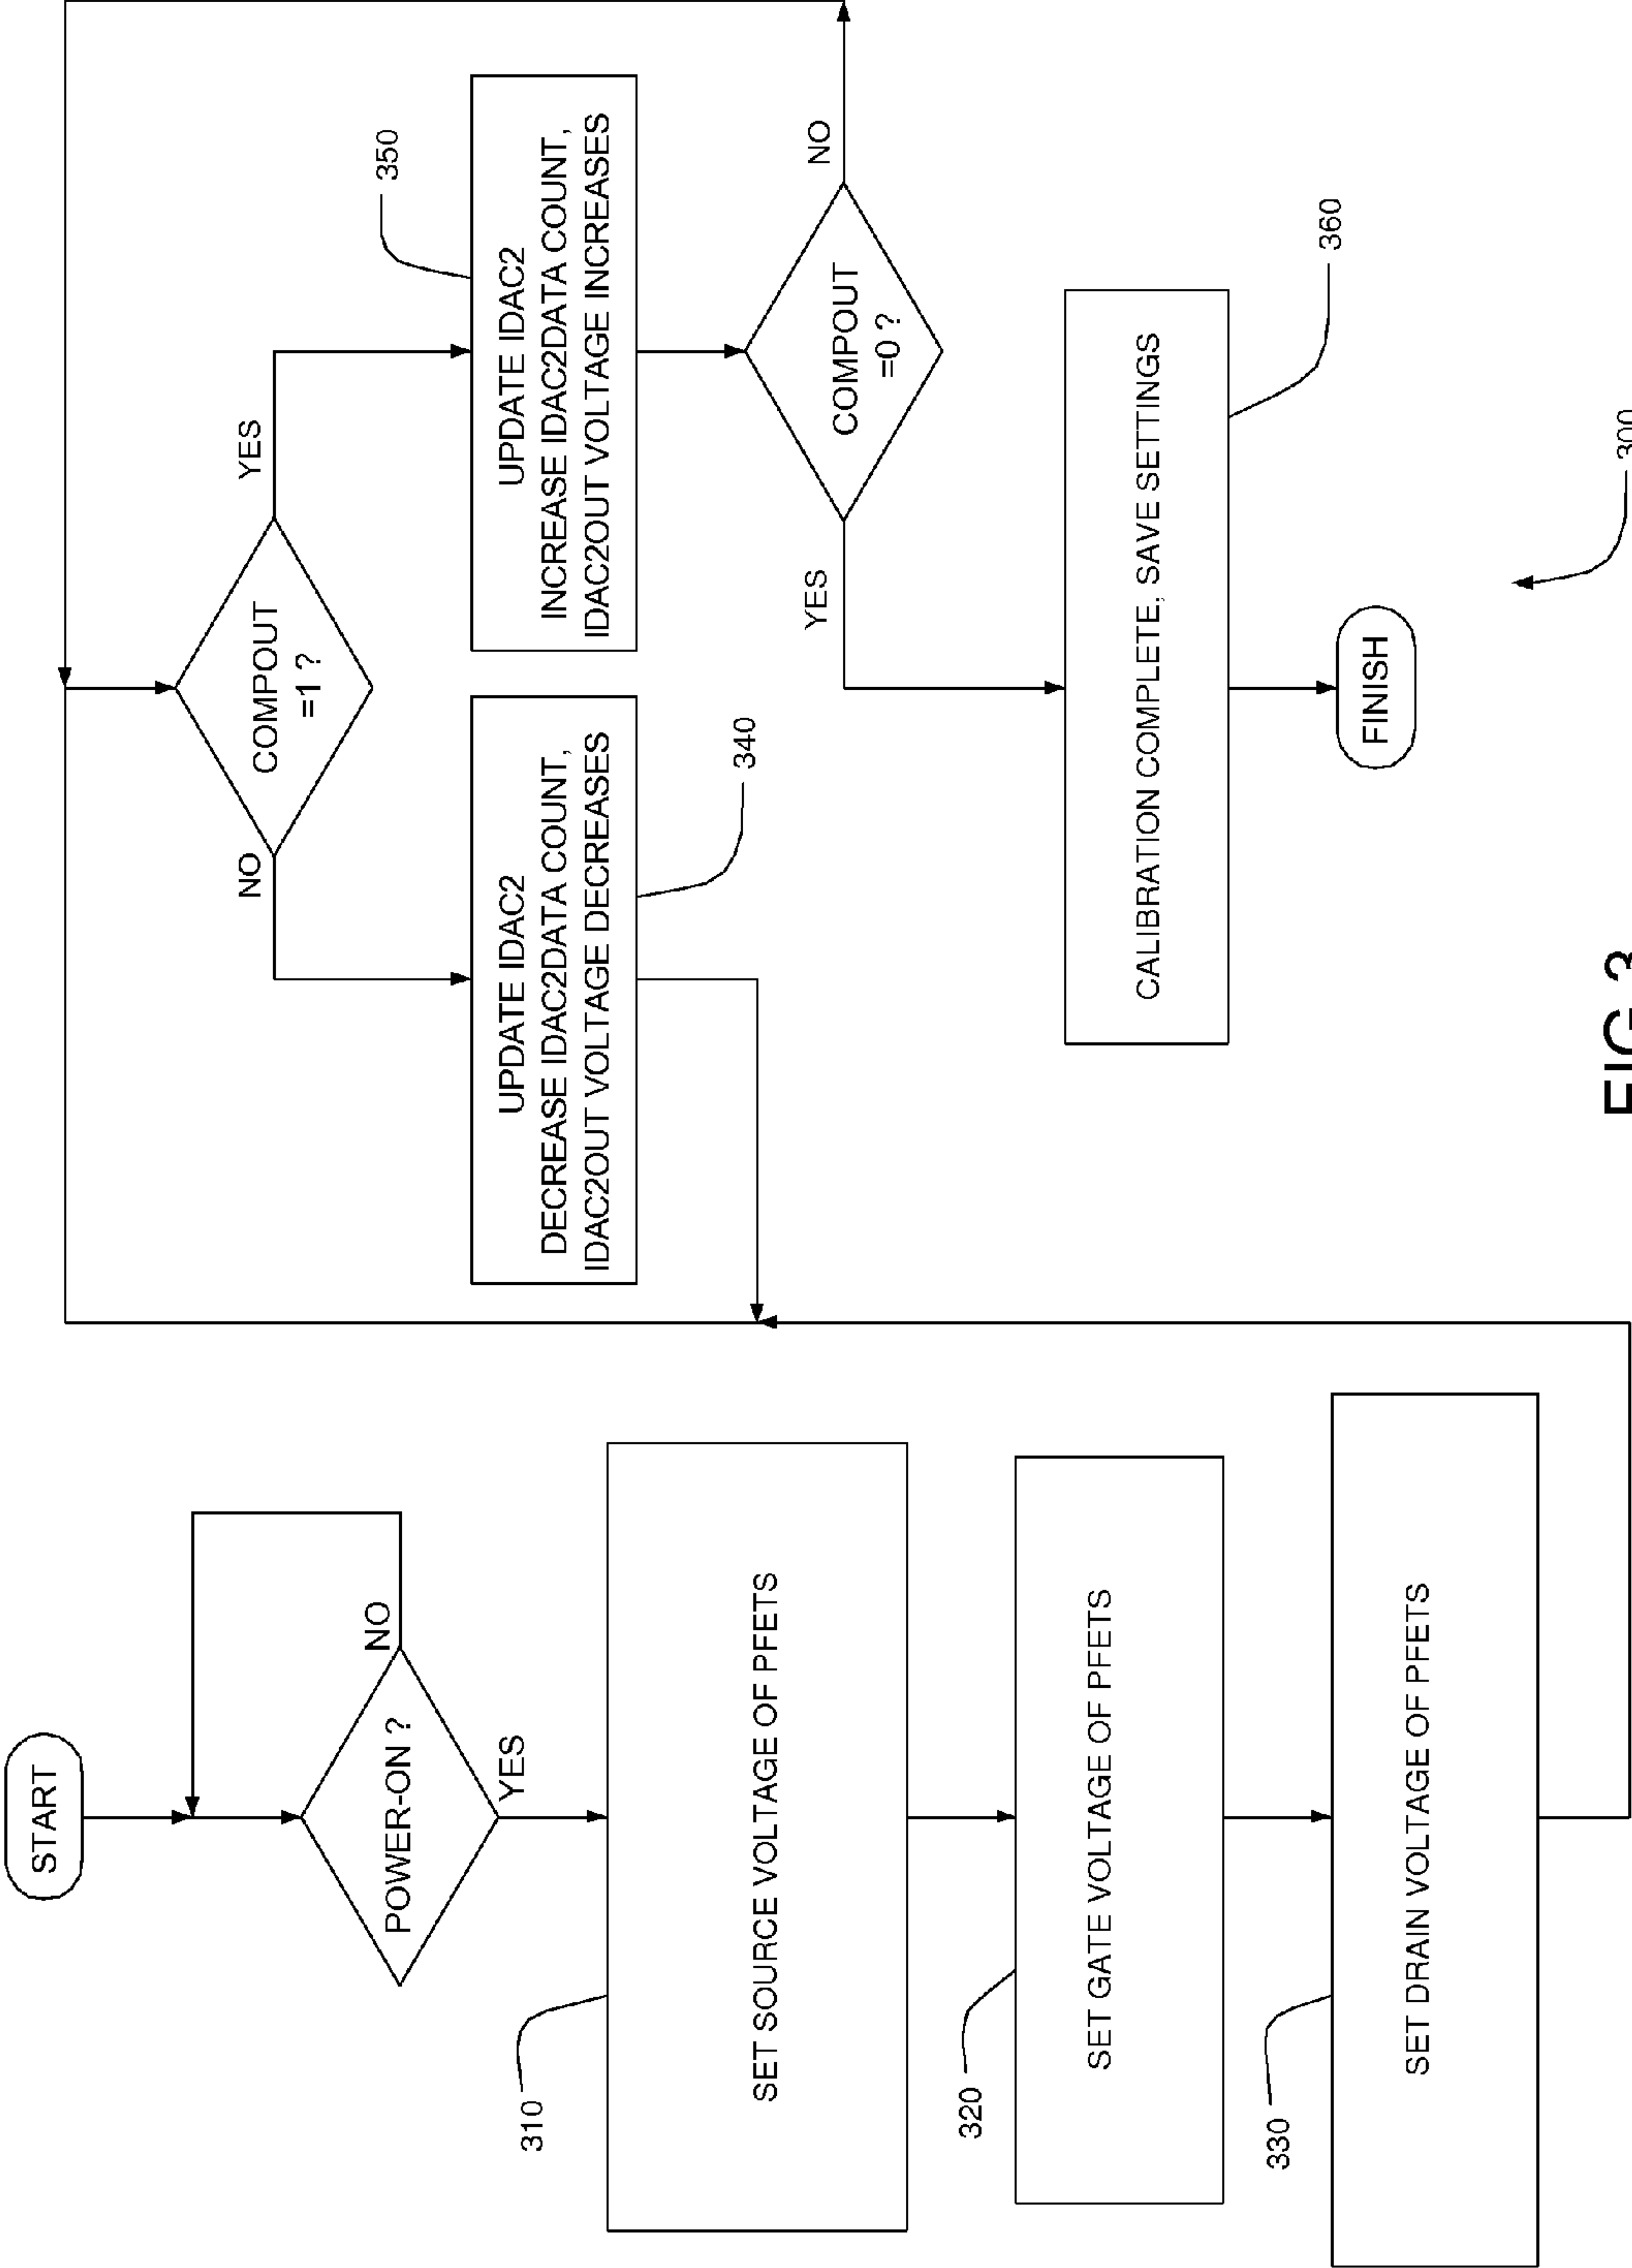 START
POWER-ON ?
NO
YES
310
SET SOURCE VOLTAGE OF PFETS
320
SET GATE VOLTAGE OF PFETS
330
SET DRAIN VOLTAGE OF PFETS
COMPOUT
=1 ?
NO
YES
UPDATE IDAC2
DECREASE IDAC2DATA COUNT,
IDAC2OUT VOLTAGE DECREASES
340
350
UPDATE IDAC2
INCREASE IDAC2DATA COUNT,
IDAC2OUT VOLTAGE INCREASES
COMPOUT
=0 ?
YES
NO
CALIBRATION COMPLETE, SAVE SETTINGS
360
FINISH
300
FIG.3